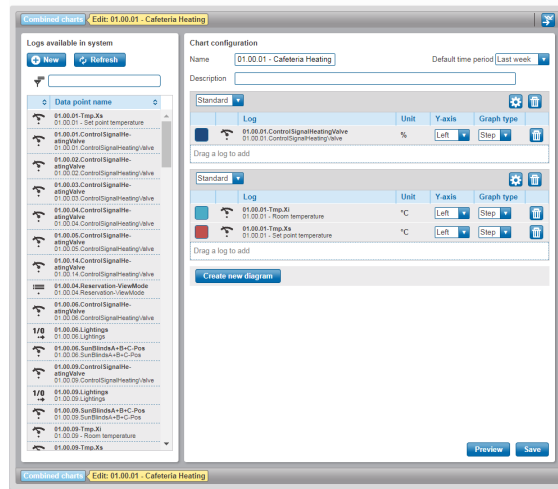 Combined charts Edit: 01.00.01 - Cafeteria Heating
Logs available in system
New Refresh
Data point name
01.00.01-Tmp.Xs
01.00.01 - Set point temperature
01.00.01.ControlSignalHe-
atingValve
01.00.01.ControlSignalHeatingValve
01.00.02.ControlSignalHe-
atingValve
01.00.02.ControlSignalHeatingValve
01.00.03.ControlSignalHe-
atingValve
01.00.03.ControlSignalHeatingValve
01.00.04.ControlSignalHe-
atingValve
01.00.04.ControlSignalHeatingValve
01.00.05.ControlSignalHe-
atingValve
01.00.05.ControlSignalHeatingValve
01.00.14.ControlSignalHe-
atingValve
01.00.14.ControlSignalHeatingValve
01.00.04.Reservation-ViewMode
01.00.04.Reservation-ViewMode
01.00.06.ControlSignalHe-
atingValve
01.00.06.ControlSignalHeatingValve
1/0 01.00.06.Lightings
01.00.06.Lightings
01.00.06.SunBlindsA+B+C-Pos
01.00.06.SunBlindsA+B+C-Pos
01.00.09.ControlSignalHe-
atingValve
01.00.09.ControlSignalHeatingValve
1/0 01.00.09.Lightings
01.00.09.Lightings
01.00.09.SunBlindsA+B+C-Pos
01.00.09.SunBlindsA+B+C-Pos
01.00.09-Tmp.Xi
01.00.09 - Room temperature
01.00.09-Tmp.Xs
Chart configuration
Name 01.00.01 - Cafeteria Heating Default time period Last week
Description
Standard
Log Unit Y-axis Graph type
01.00.01.ControlSignalHeatingValve % Left Step
01.00.01.ControlSignalHeatingValve
Drag a log to add
Standard
Log Unit Y-axis Graph type
01.00.01-Tmp.Xi °C Left Step
01.00.01 - Room temperature
01.00.01-Tmp.Xs °C Left Step
01.00.01 - Set point temperature
Drag a log to add
Create new diagram
Preview Save
Combined charts Edit: 01.00.01 - Cafeteria Heating